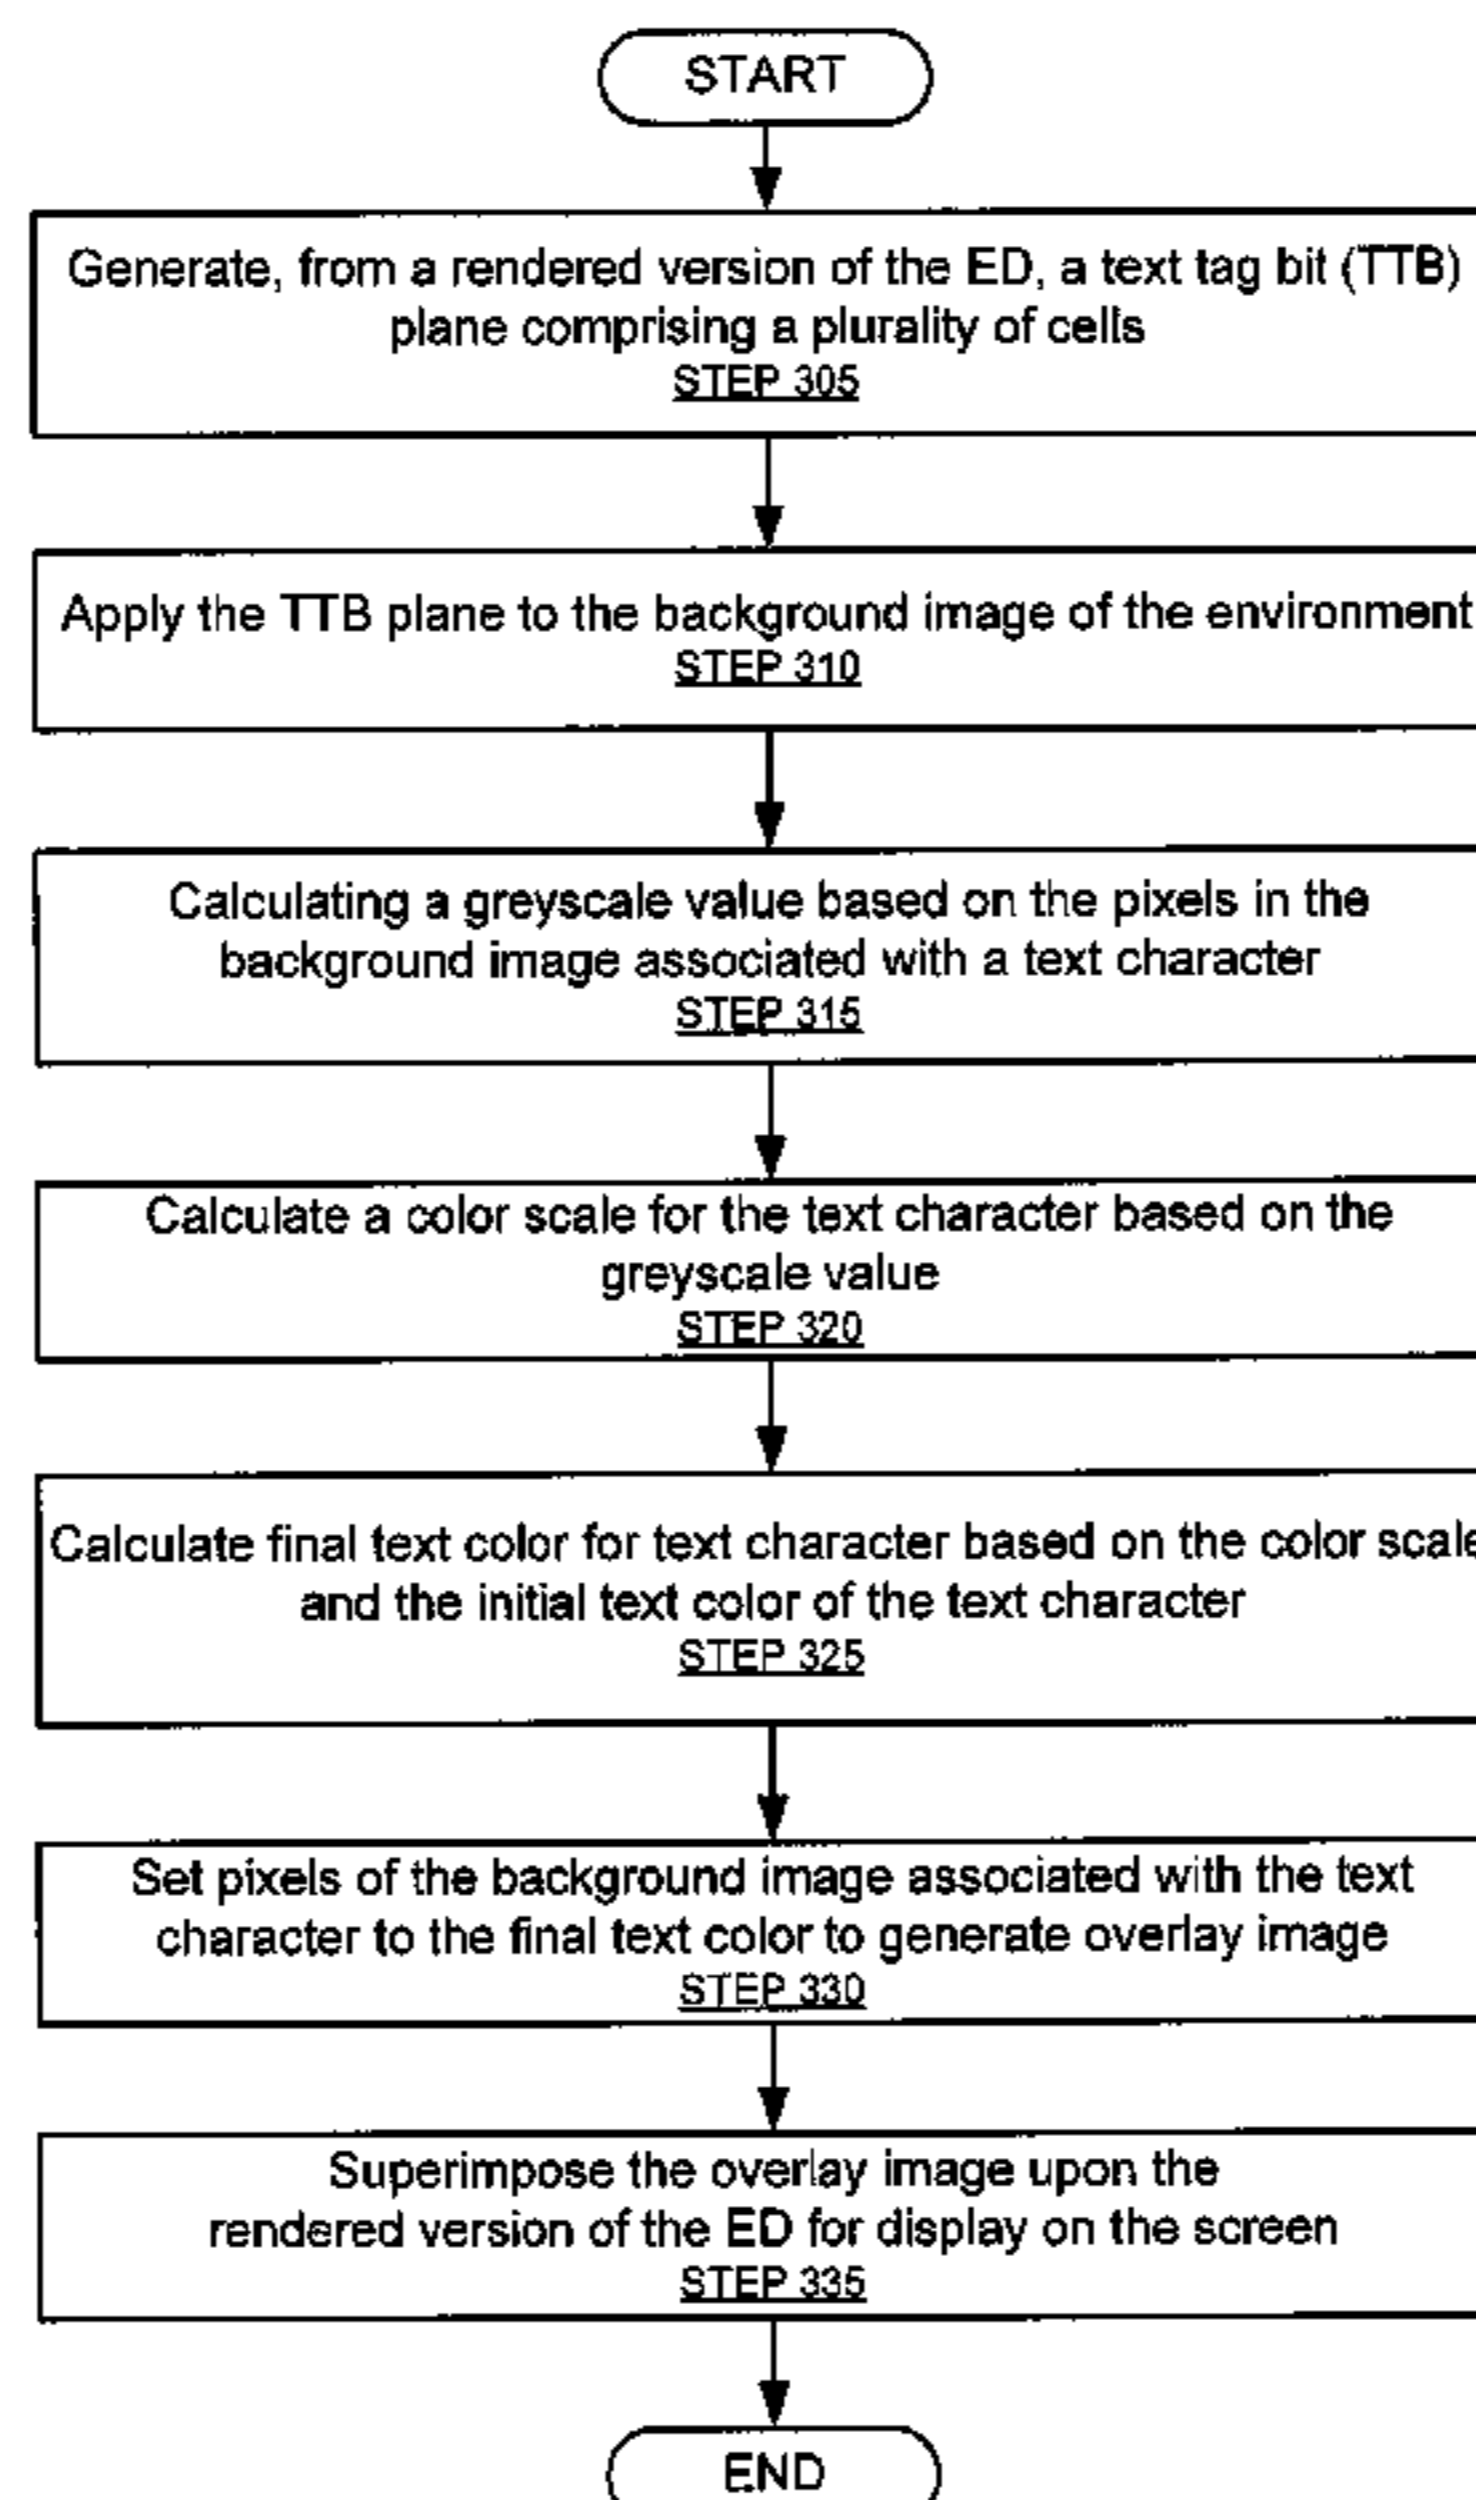 START
Generate, from a rendered version of the ED, a text tag bit (TTB)
plane comprising a plurality of cells
STEP 305
Apply the TTB plane to the background image of the environment
STEP 310
Calculating a greyscale value based on the pixels in the
background image associated with a text character
STEP 315
Calculate a color scale for the text character based on the
greyscale value
STEP 320
Calculate final text color for text character based on the color scale
and the initial text color of the text character
STEP 325
Set pixels of the background image associated with the text
character to the final text color to generate overlay image
STEP 330
Superimpose the overlay image upon the
rendered version of the ED for display on the screen
STEP 335
END